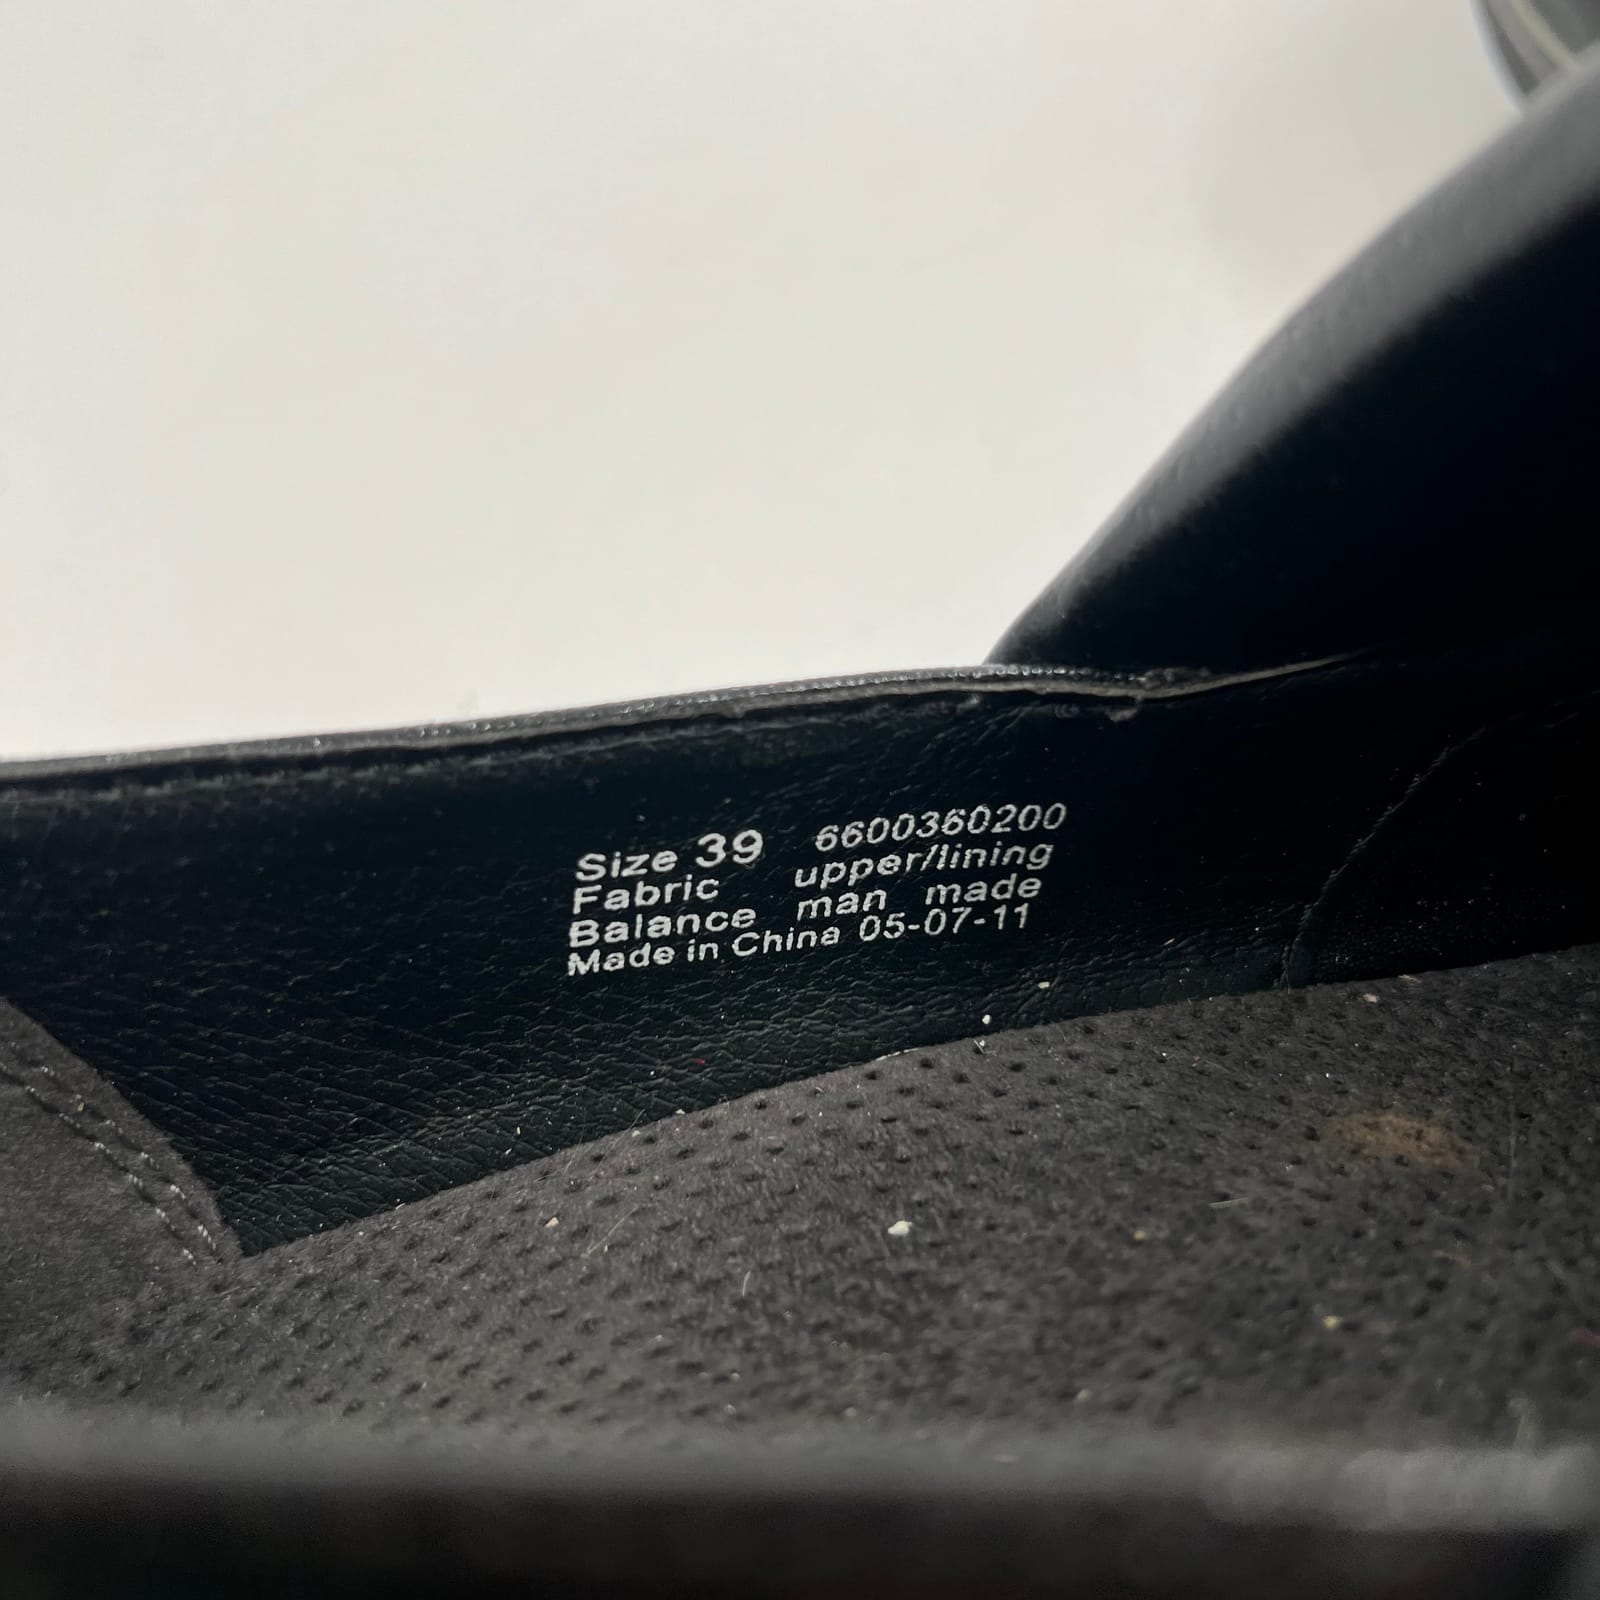 Size 39 6600360200
Fabric upper/lining
Balance man made
Made in China 05-07-11